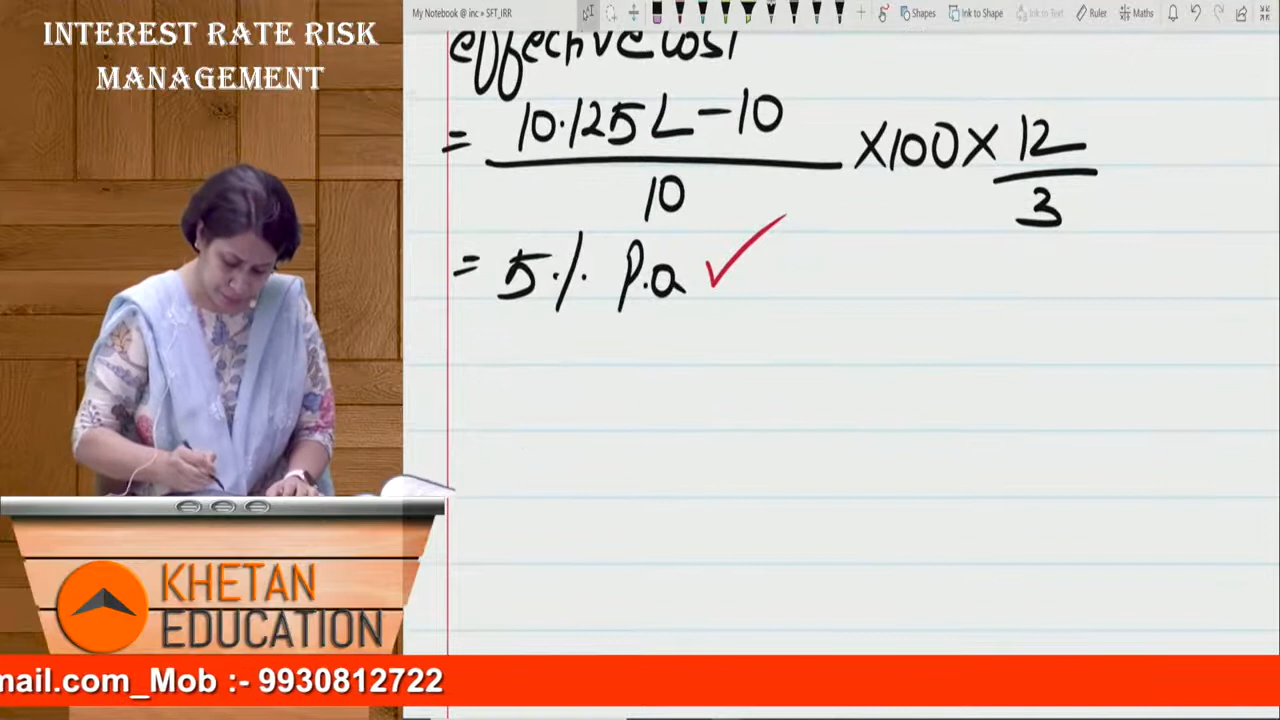 INTEREST RATE RISK
MANAGEMENT
My Notebook @ inc » SFT_IRR
Shapes
Ink to Shape
Ink to Text
Ruler
Maths
effective cost
= 10.125L - 10
10
× 100 × 12
3
= 5% P.a ✓
KHETAN
EDUCATION
mail.com_Mob :- 9930812722